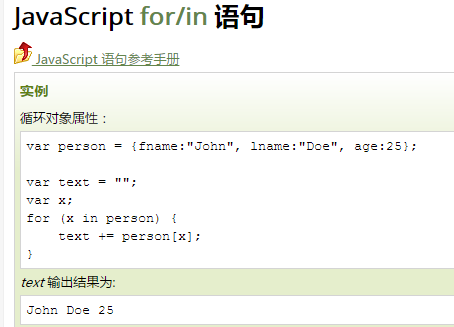 JavaScript for/in 语句
JavaScript 语句参考手册
实例
循环对象属性：
var person = {fname:"John", lname:"Doe", age:25};
var text = "";
var x;
for (x in person) {
    text += person[x];
}
text 输出结果为:
John Doe 25